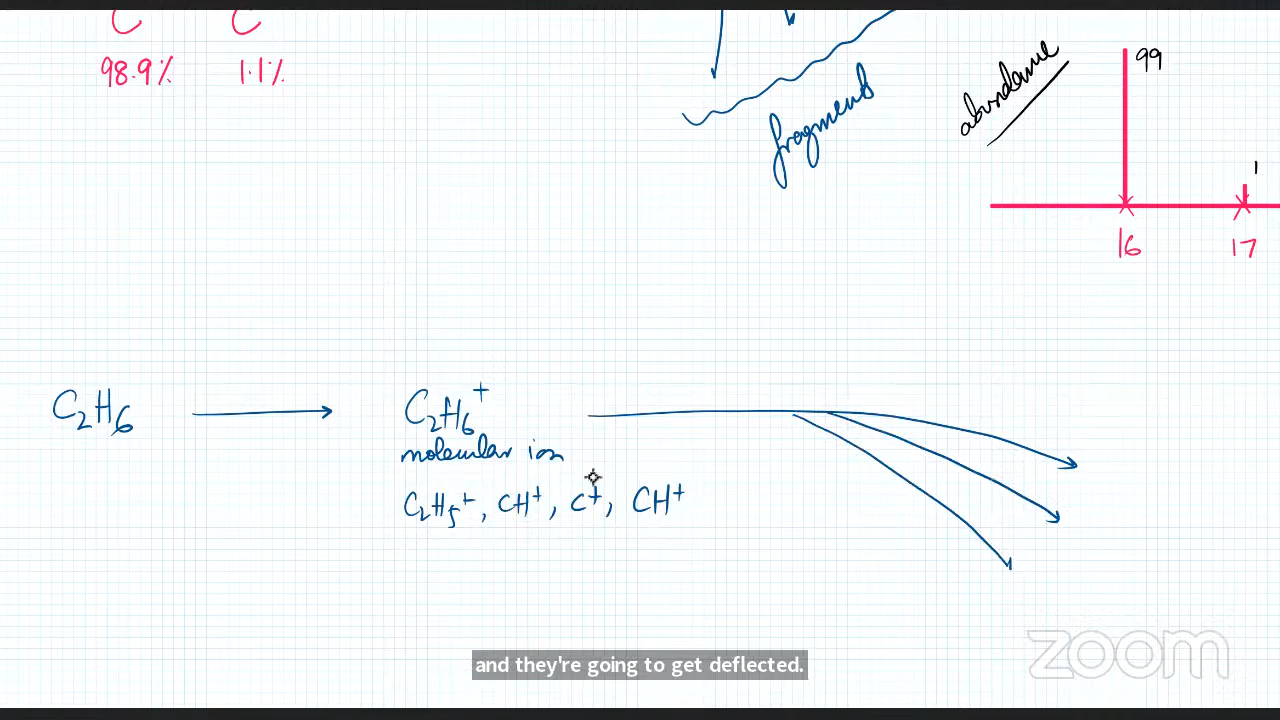 C C
98.9% 1.1%
fragment
abundance
99
1
16 17
C₂H₆ C₂H₆⁺
molecular ion
C₂H₅⁺, CH⁺, C⁺, CH⁺
and they're going to get deflected.
zoom